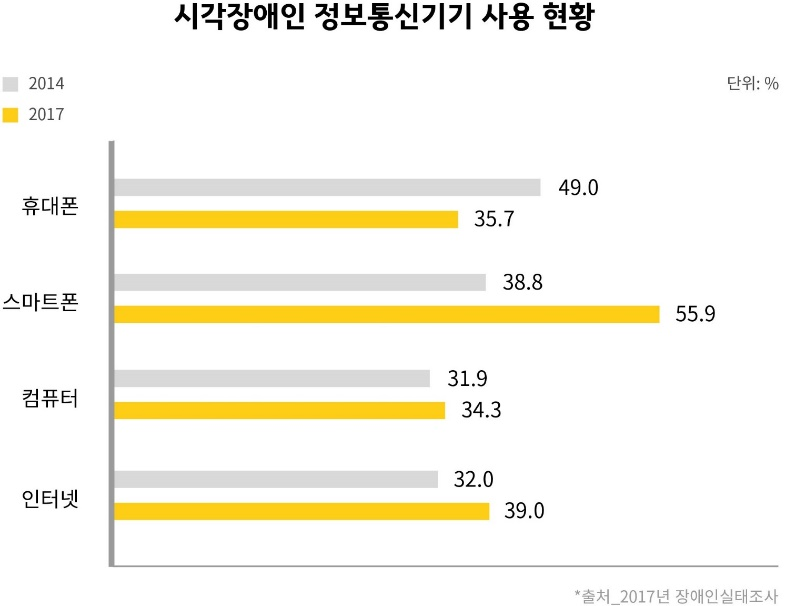 시각장애인 정보통신기기 사용 현황
2014
단위: %
2017
휴대폰
49.0
35.7
스마트폰
38.8
55.9
컴퓨터
31.9
34.3
인터넷
32.0
39.0
*출처_2017년 장애인실태조사